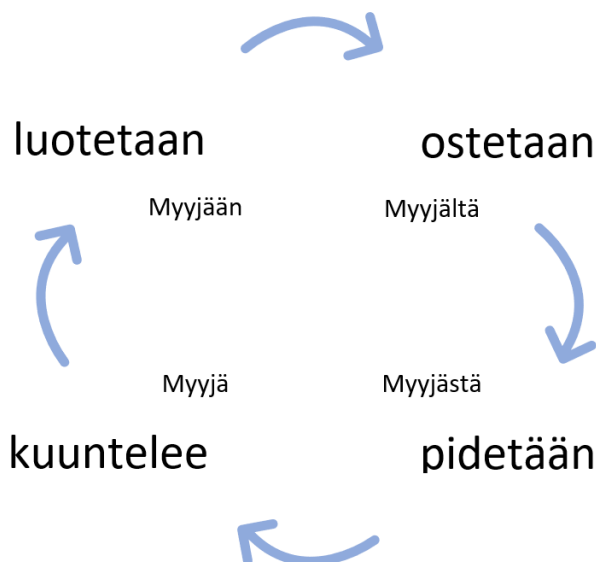 luotetaan
ostetaan
Myyjään
Myyjältä
Myyjä
Myyjästä
kuuntelee
pidetään